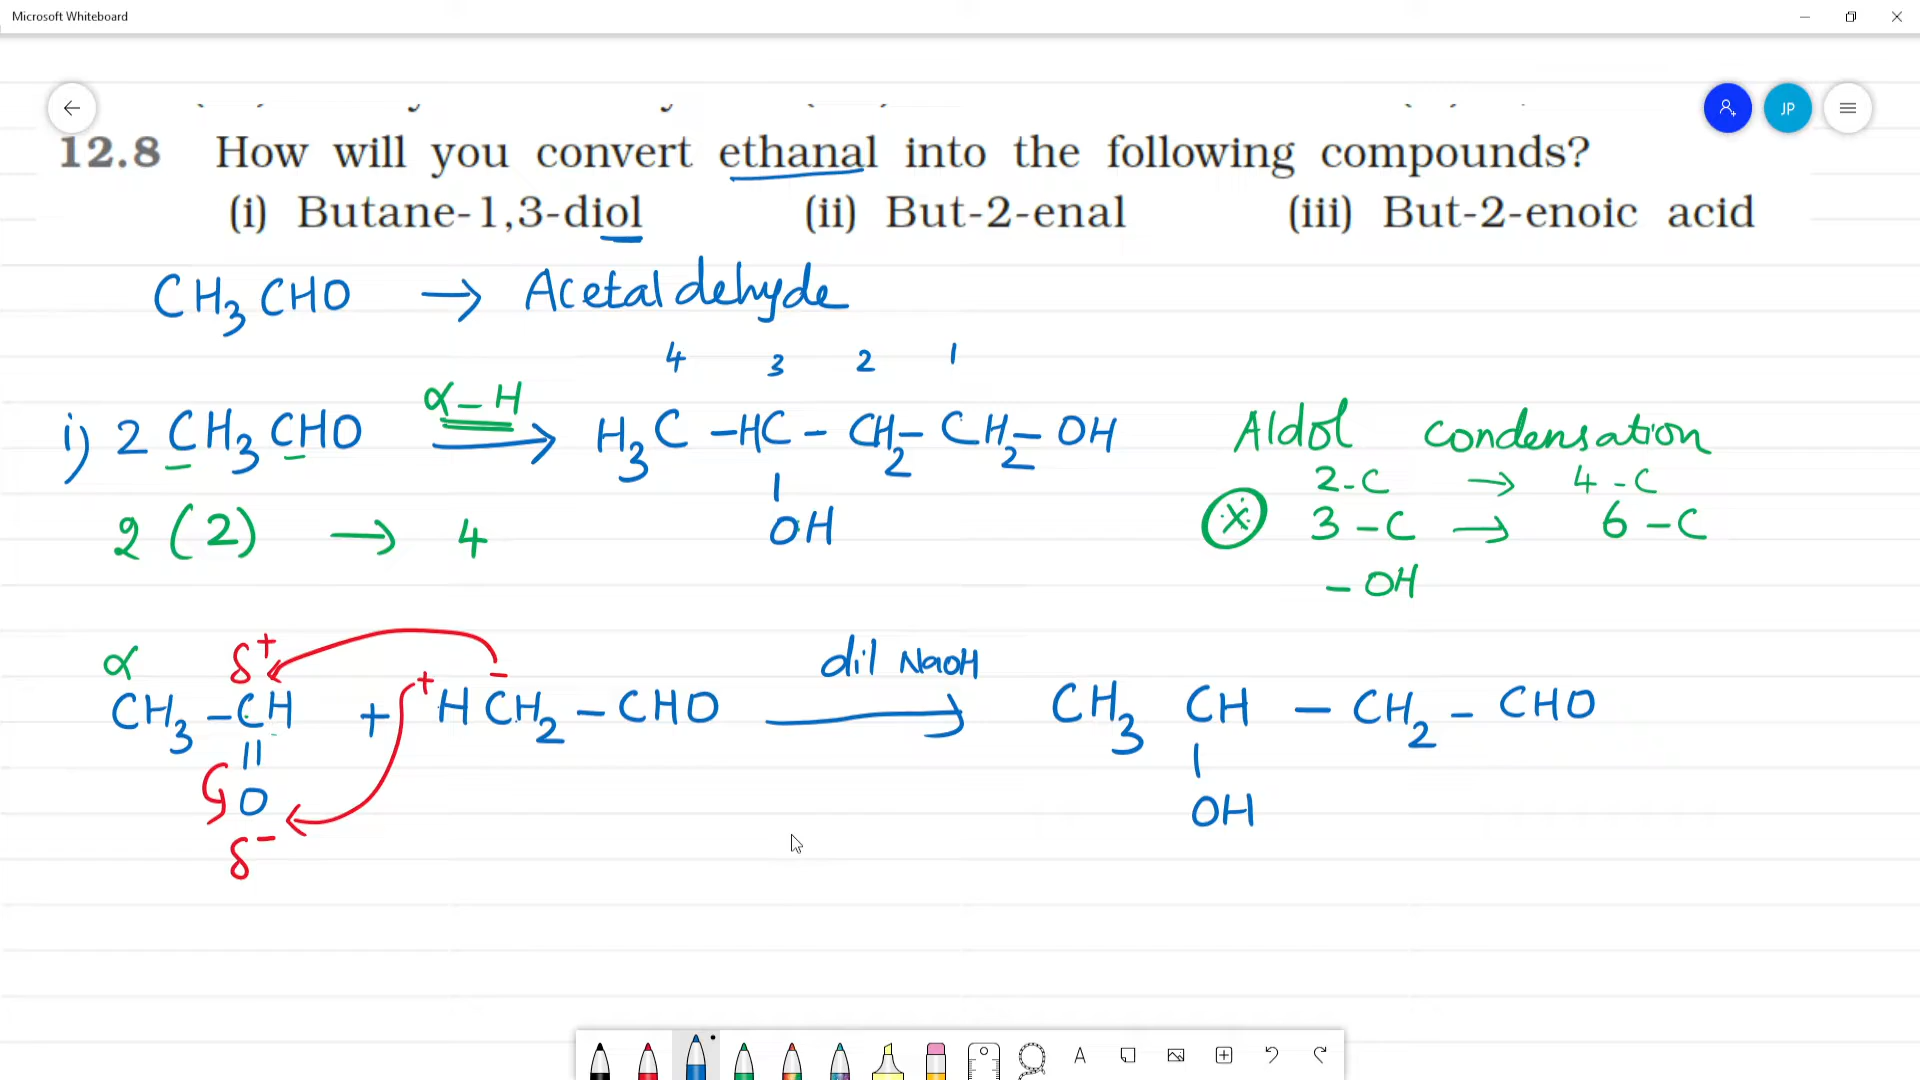 Microsoft Whiteboard
JP
12.8 How will you convert ethanal into the following compounds?
(i) Butane-1,3-diol (ii) But-2-enal (iii) But-2-enoic acid
CH3CHO → Acetaldehyde
4 3 2 1
i) 2 CH3CHO α-H → H3C-HC-CH2-CH2-OH
OH
Aldol condensation
2-C → 4-C
2 (2) → 4
3-C → 6-C
-OH
α δ+
CH3-CH + + H CH2 - -CHO dil NaOH → CH3 CH - CH2 - CHO
O
OH
δ-
A